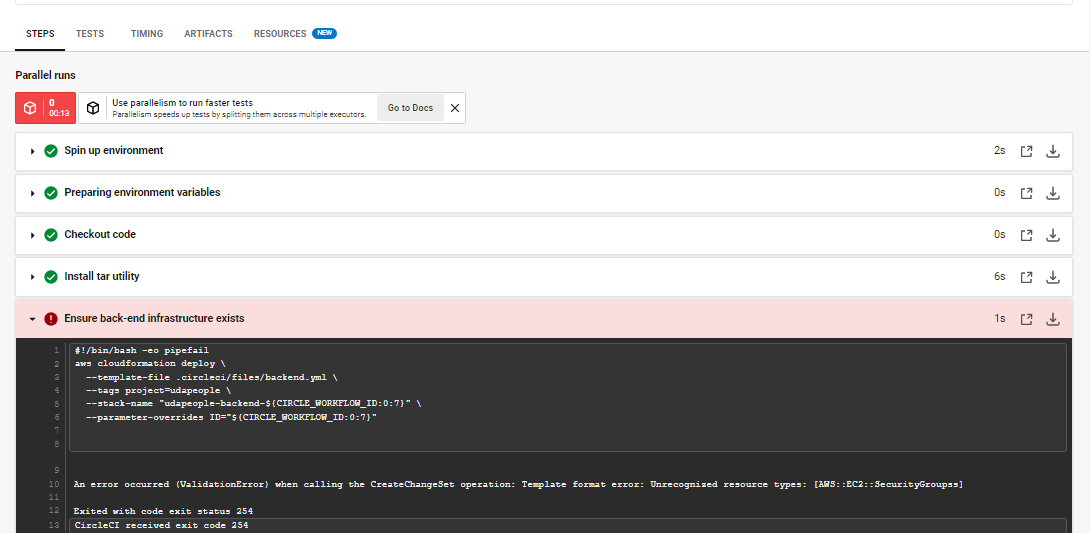 STEPS TESTS TIMING ARTIFACTS RESOURCES NEW
Parallel runs
0
00:13
Use parallelism to run faster tests
Parallelism speeds up tests by splitting them across multiple executors.
Go to Docs
Spin up environment 2s
Preparing environment variables 0s
Checkout code 0s
Install tar utility 6s
Ensure back-end infrastructure exists 1s
1 #!/bin/bash -eo pipefail
2 aws cloudformation deploy \
3 --template-file .circleci/files/backend.yml \
4 --tags project=udapeople \
5 --stack-name "udapeople-backend-${CIRCLE_WORKFLOW_ID:0:7}" \
6 --parameter-overrides ID="${CIRCLE_WORKFLOW_ID:0:7}"
7
8
9
10 An error occurred (ValidationError) when calling the CreateChangeSet operation: Template format error: Unrecognized resource types: [AWS::EC2::SecurityGroupss]
11
12 Exited with code exit status 254
13 CircleCI received exit code 254